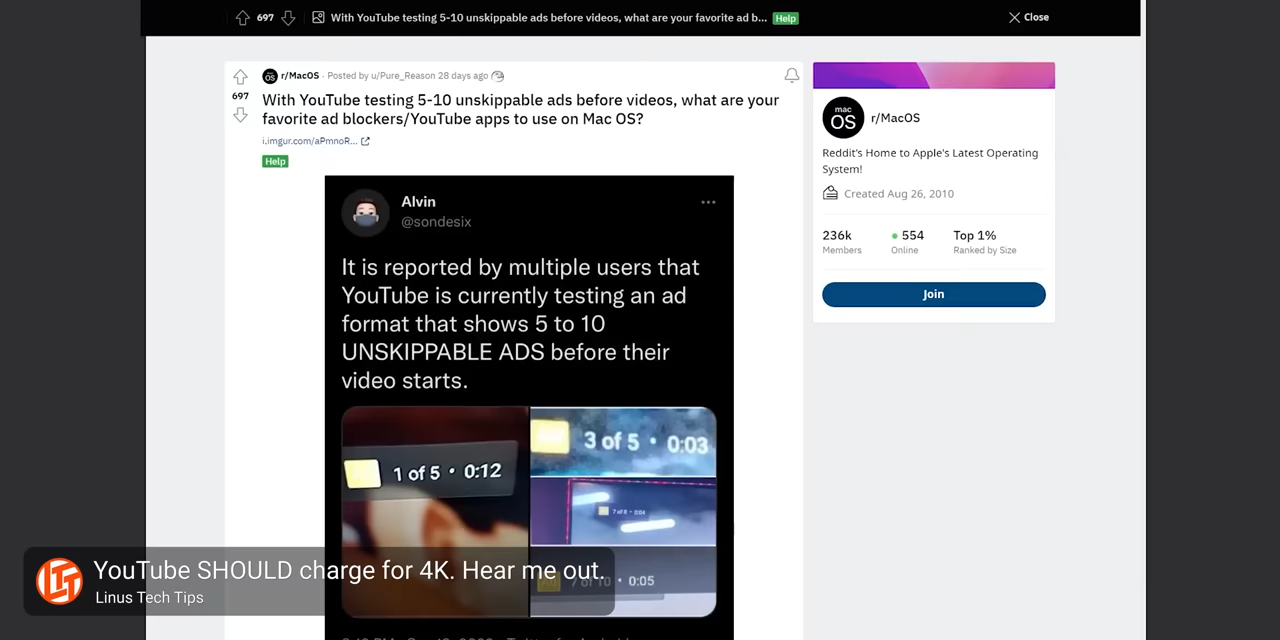 697
With YouTube testing 5-10 unskippable ads before videos, what are your favorite ad b... Help
Close
r/MacOS · Posted by u/Pure_Reason 28 days ago
697
With YouTube testing 5-10 unskippable ads before videos, what are your
favorite ad blockers/YouTube apps to use on Mac OS?
i.imgur.com/aPmnoR...
Help
Alvin
@sondesix
It is reported by multiple users that
YouTube is currently testing an ad
format that shows 5 to 10
UNSKIPPABLE ADS before their
video starts.
1 of 5 · 0:12
3 of 5 · 0:03
7 of 10 · 0:05
mac
OS
r/MacOS
Reddit's Home to Apple's Latest Operating
System!
Created Aug 26, 2010
236k
Members
554
Online
Top 1%
Ranked by Size
Join
LTT
YouTube SHOULD charge for 4K. Hear me out.
Linus Tech Tips